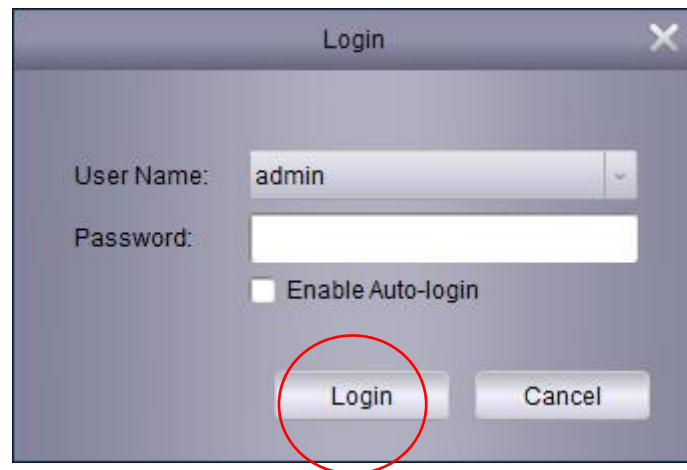 Login
User Name: admin
Password:
Enable Auto-login
Login Cancel